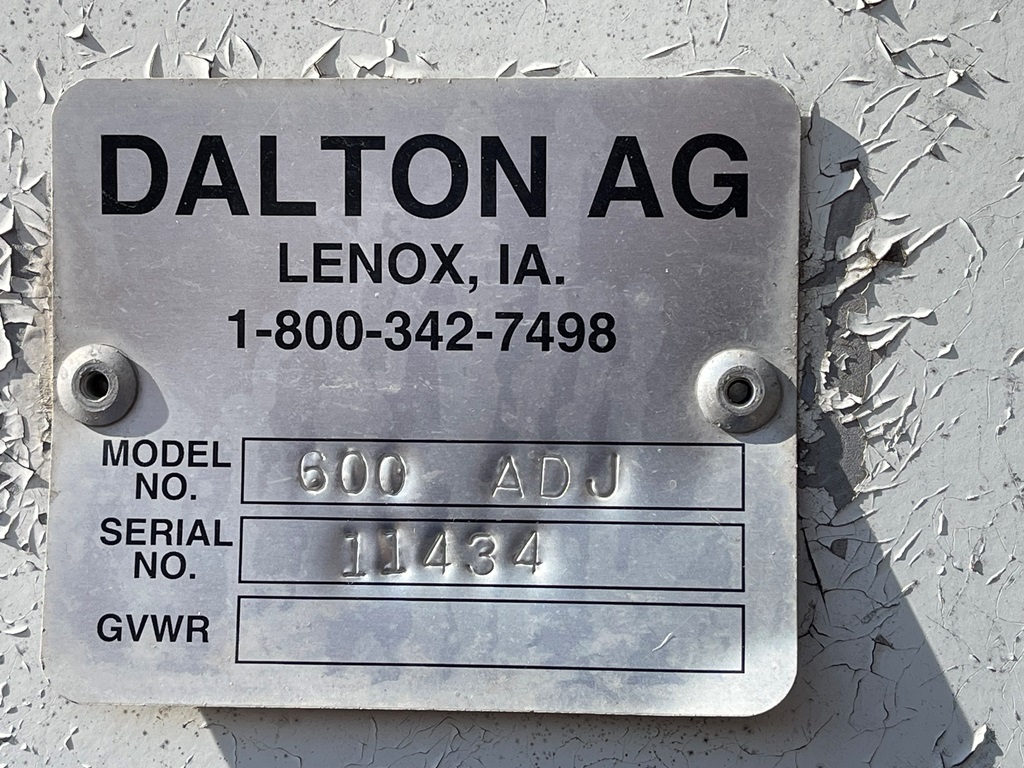 DALTON AG
LENOX, IA.
1-800-342-7498
MODEL NO. 600 ADJ
SERIAL NO. 11434
GVWR